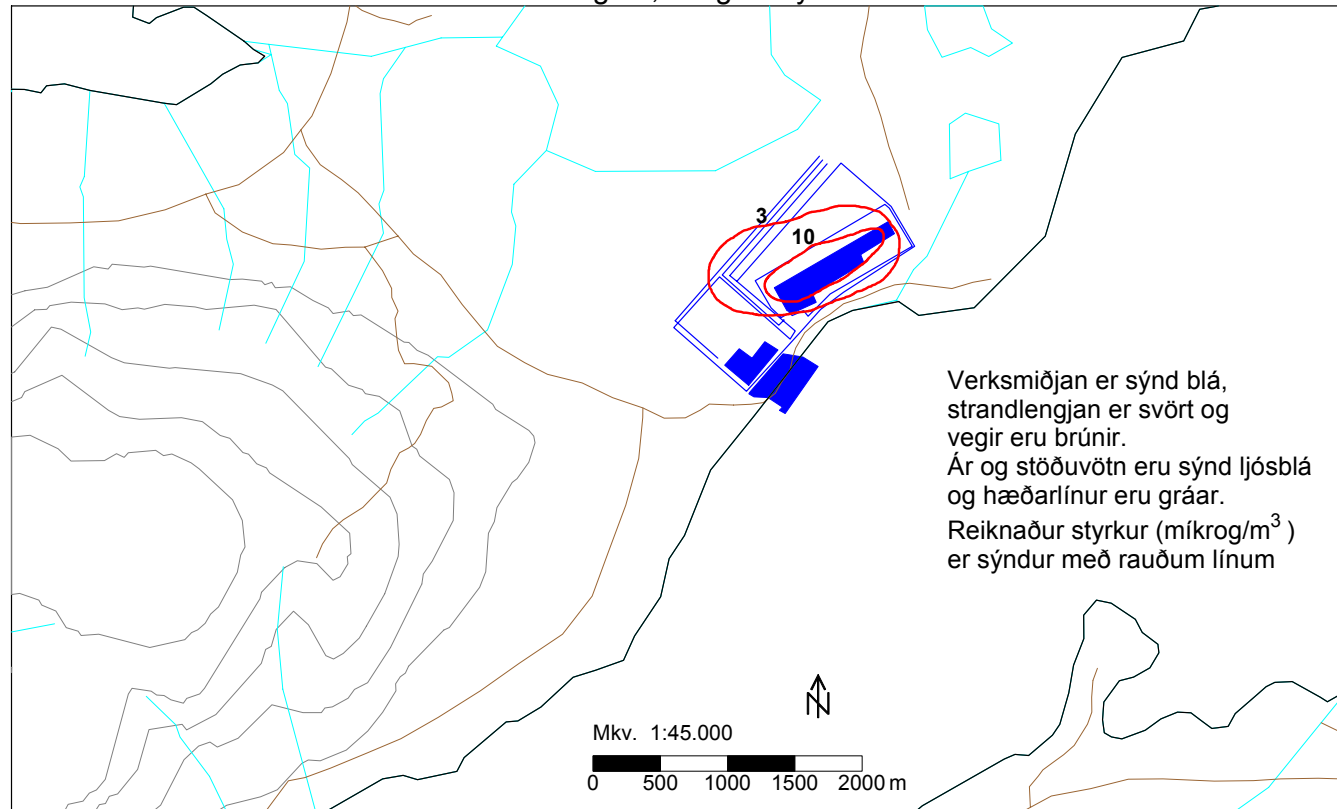 3
10
Verksmiðjan er sýnd blá,
strandlengjan er svört og
vegir eru brúnir.
Ár og stöðuvötn eru sýnd ljósblá
og hæðarlínur eru gráar.
Reiknaður styrkur (míkrog/m³ )
er sýndur með rauðum línum
N
Mkv. 1:45.000
0 500 1000 1500 2000 m